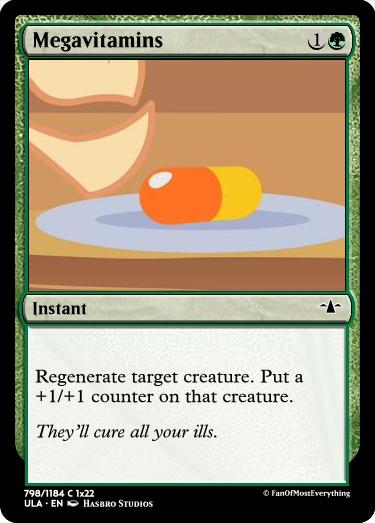 Megavitamins 1
Instant
Regenerate target creature. Put a
+1/+1 counter on that creature.
They'll cure all your ills.
798/1184 C 1x22
ULA • EN Hasbro Studios
© FanOfMostEverything